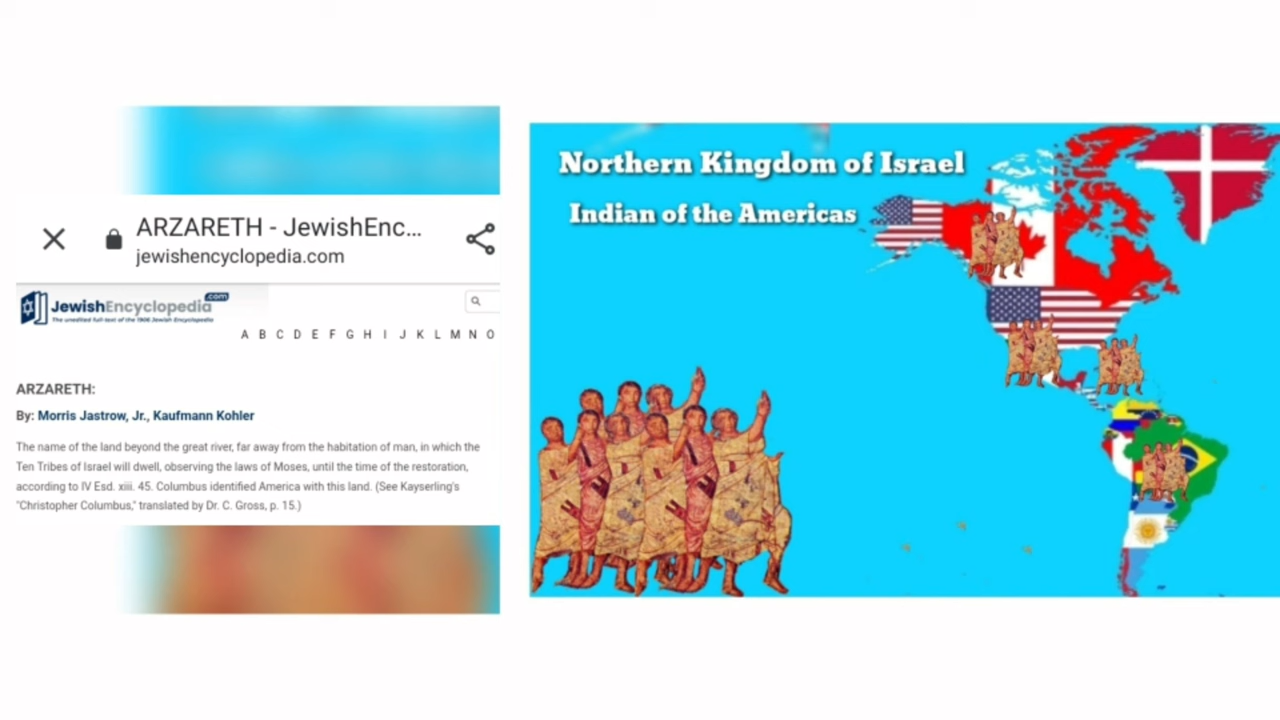 ARZARETH - JewishEnc...
jewishencyclopedia.com
JewishEncyclopedia.com
The unedited full-text of the 1906 Jewish Encyclopedia
A B C D E F G H I J K L M N O
ARZARETH:
By: Morris Jastrow, Jr., Kaufmann Kohler
The name of the land beyond the great river, far away from the habitation of man, in which the
Ten Tribes of Israel will dwell, observing the laws of Moses, until the time of the restoration,
according to IV Esd. xiii. 45. Columbus identified America with this land. (See Kayserling's
"Christopher Columbus," translated by Dr. C. Gross, p. 15.)
Northern Kingdom of Israel
Indian of the Americas